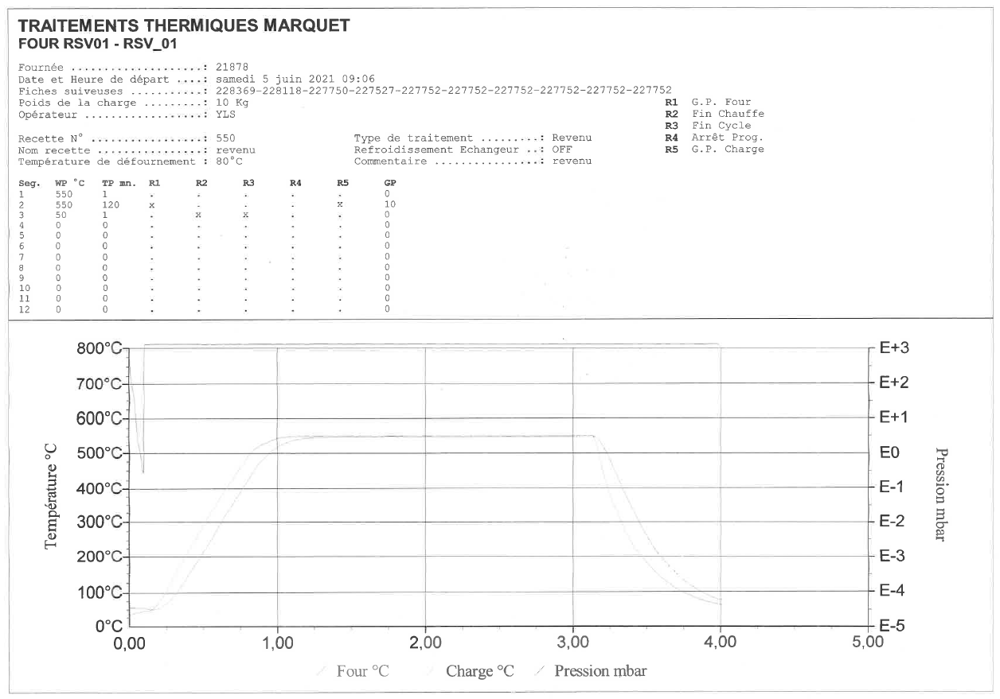 TRAITEMENTS THERMIQUES MARQUET
FOUR RSV01 - RSV_01
Fournée ....................: 21878
Date et Heure de départ ....: samedi 5 juin 2021 09:06
Fiches suiveuses ...........: 228369-228118-227750-227527-227752-227752-227752-227752-227752-227752
Poids de la charge .........: 10 Kg
Opérateur ..................: YLS
R1 G.P. Four
R2 Fin Chauffe
R3 Fin Cycle
R4 Arrêt Prog.
R5 G.P. Charge
Recette N° .................: 550
Nom recette ................: revenu
Température de défournement : 80°C
Type de traitement .........: Revenu
Refroidissement Echangeur ..: OFF
Commentaire ................: revenu
Seg. WP °C TP mn. R1 R2 R3 R4 R5 GP
1 550 1 . . . . . 0
2 550 120 x . . . x 10
3 50 1 . x x . . 0
4 0 0 . . . . . 0
5 0 0 . . . . . 0
6 0 0 . . . . . 0
7 0 0 . . . . . 0
8 0 0 . . . . . 0
9 0 0 . . . . . 0
10 0 0 . . . . . 0
11 0 0 . . . . . 0
12 0 0 . . . . . 0
800°C
700°C
600°C
500°C
400°C
300°C
200°C
100°C
0°C
Température °C
E+3
E+2
E+1
E0
E-1
E-2
E-3
E-4
E-5
Pression mbar
0,00 1,00 2,00 3,00 4,00 5,00
Four °C Charge °C Pression mbar